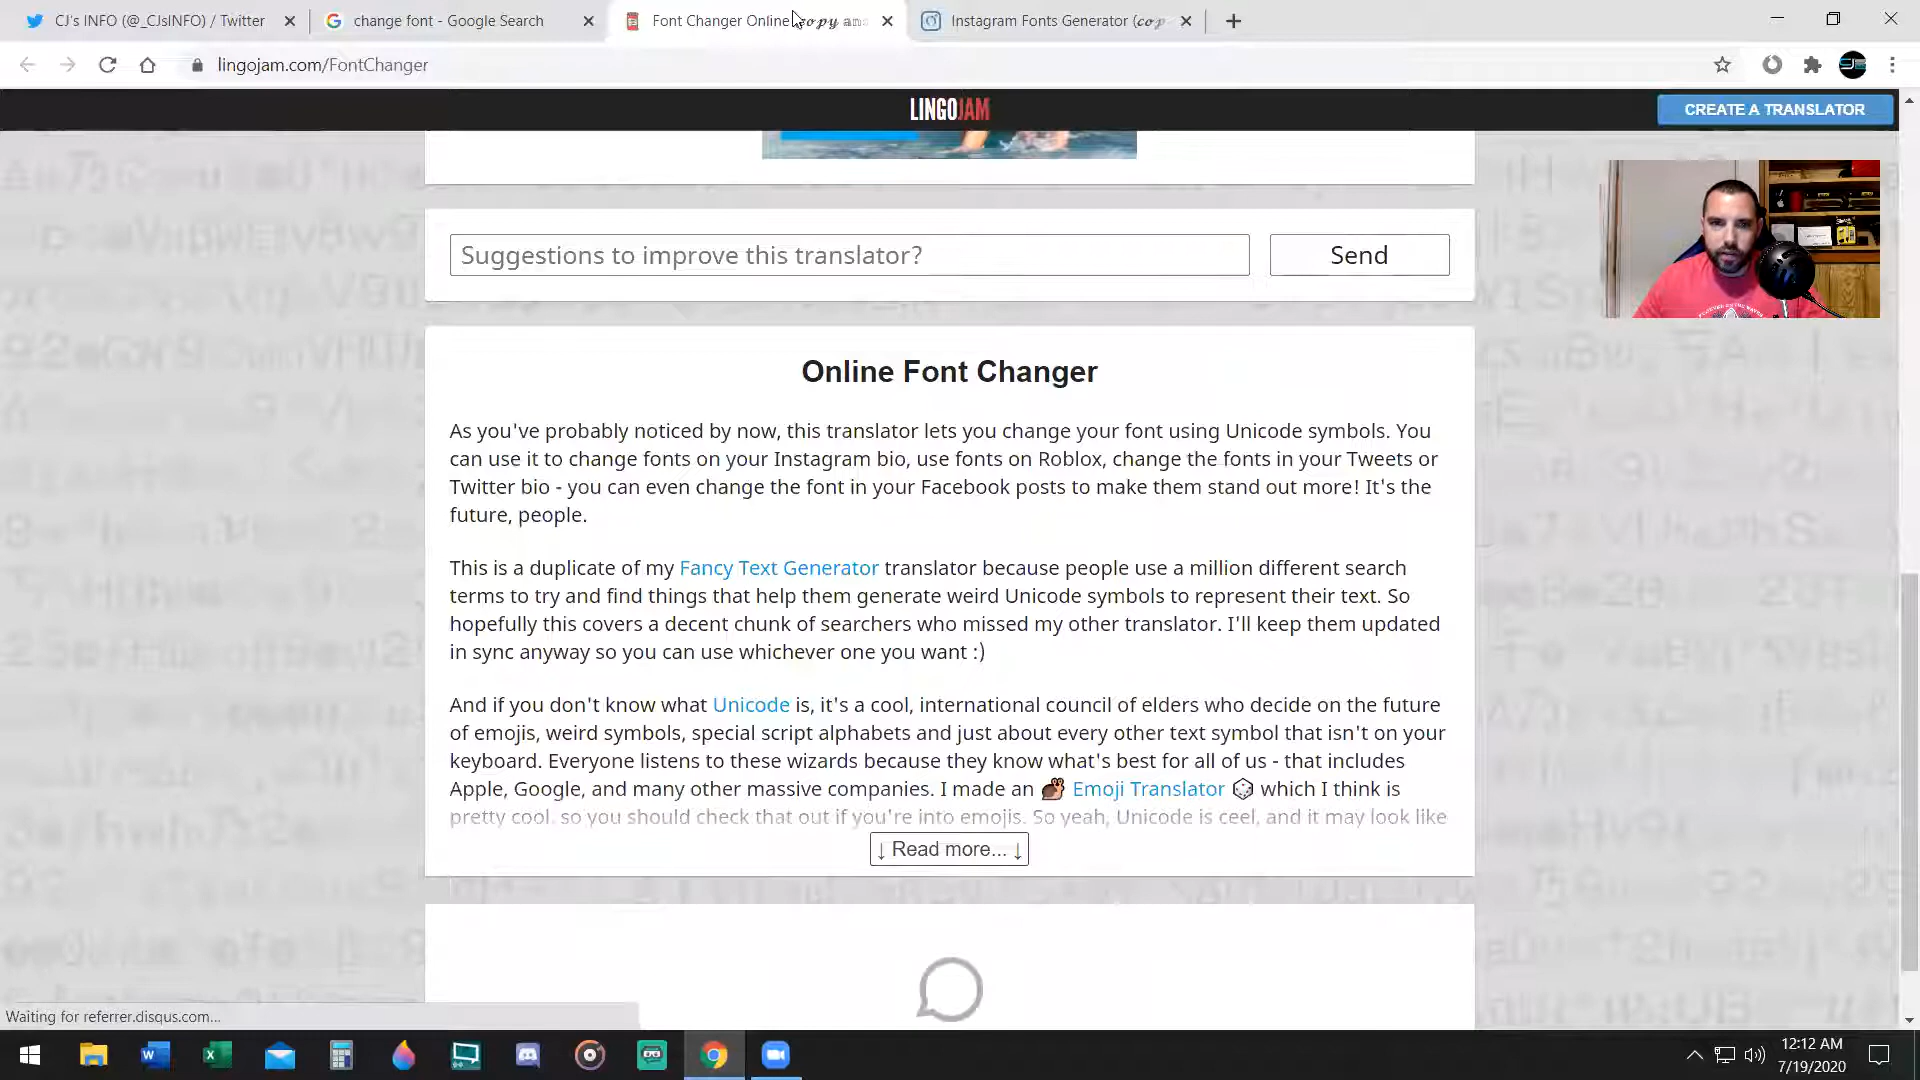 CJ's INFO (@_CJsINFO) / Twitter
change font - Google Search
Font Changer Online
Instagram Fonts Generator (𝓬𝓸𝓹
lingojam.com/FontChanger
LINGOJAM
CREATE A TRANSLATOR
Suggestions to improve this translator?
Send
Online Font Changer
As you've probably noticed by now, this translator lets you change your font using Unicode symbols. You
can use it to change fonts on your Instagram bio, use fonts on Roblox, change the fonts in your Tweets or
Twitter bio - you can even change the font in your Facebook posts to make them stand out more! It's the
future, people.
This is a duplicate of my Fancy Text Generator translator because people use a million different search
terms to try and find things that help them generate weird Unicode symbols to represent their text. So
hopefully this covers a decent chunk of searchers who missed my other translator. I'll keep them updated
in sync anyway so you can use whichever one you want :)
And if you don't know what Unicode is, it's a cool, international council of elders who decide on the future
of emojis, weird symbols, special script alphabets and just about every other text symbol that isn't on your
keyboard. Everyone listens to these wizards because they know what's best for all of us - that includes
Apple, Google, and many other massive companies. I made an 🐿 Emoji Translator 🎲 which I think is
pretty cool, so you should check that out if you're into emojis. So yeah, Unicode is ceel, and it may look like
↓ Read more... ↓
Waiting for referrer.disqus.com...
12:12 AM
7/19/2020